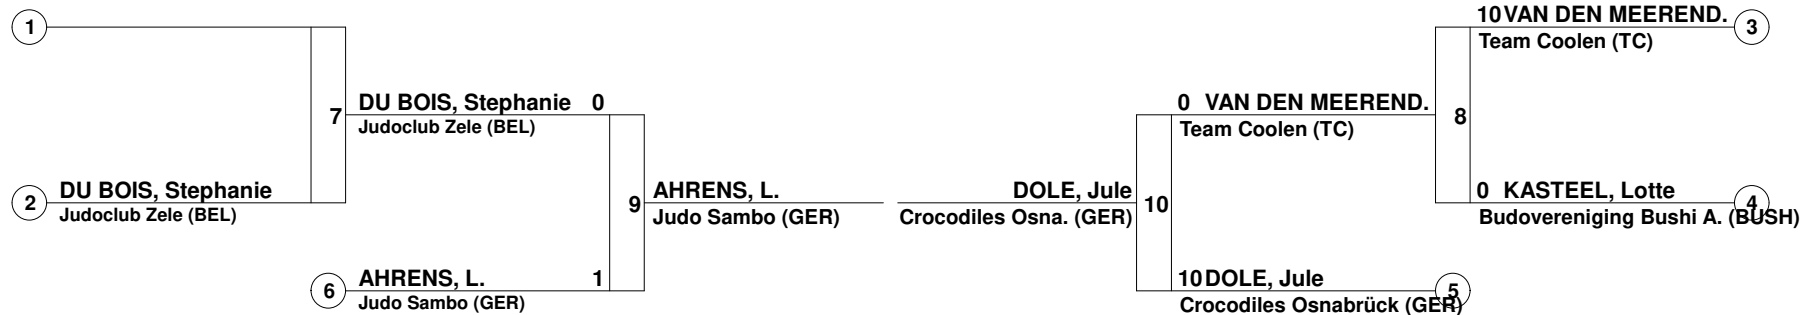 1
10 VAN DEN MEEREND.
3
Team Coolen (TC)
7
DU BOIS, Stephanie 0
Judoclub Zele (BEL)
0 VAN DEN MEEREND.
Team Coolen (TC)
8
2
DU BOIS, Stephanie
Judoclub Zele (BEL)
9
AHRENS, L.
Judo Sambo (GER)
DOLE, Jule
Crocodiles Osna. (GER)
10
0 KASTEEL, Lotte
4
Budovereniging Bushi A. (BUSH)
6
AHRENS, L. 1
Judo Sambo (GER)
10 DOLE, Jule
5
Crocodiles Osnabrück (GER)